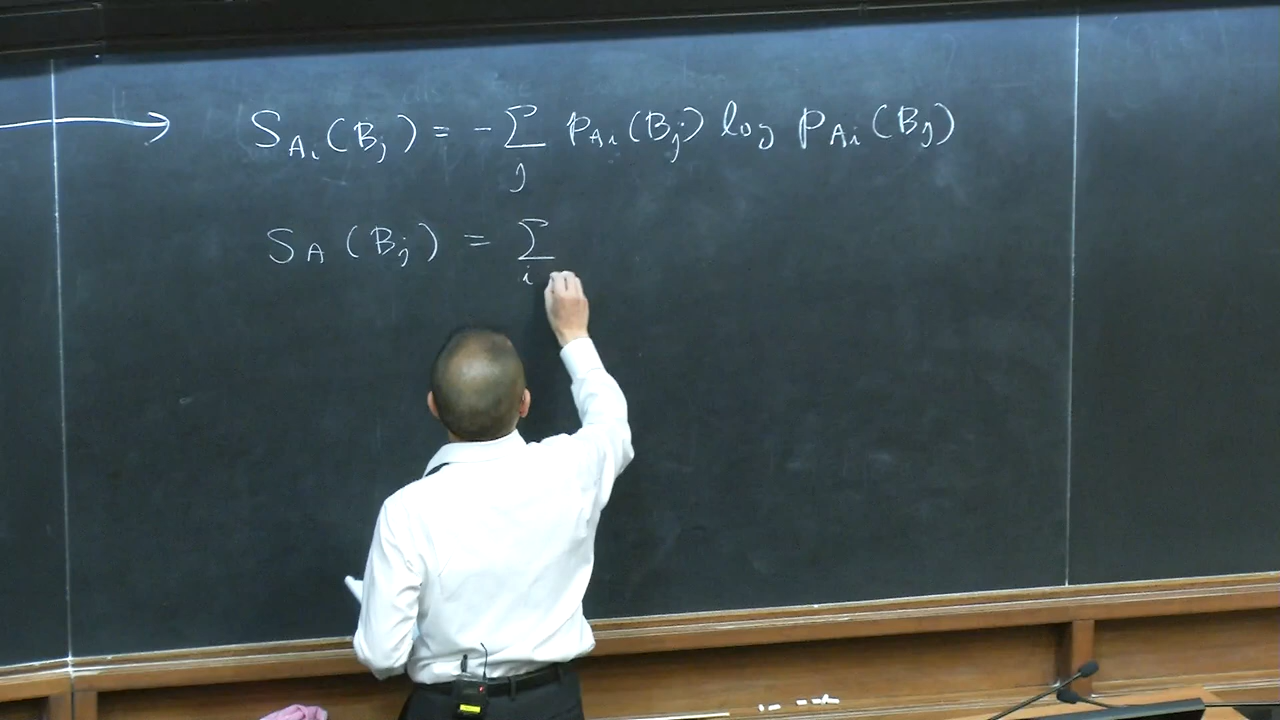 S_{A_i}(B_j) = -∑_j p_{A_i}(B_j) log p_{A_i}(B_j)
S_A(B_j) = ∑_i